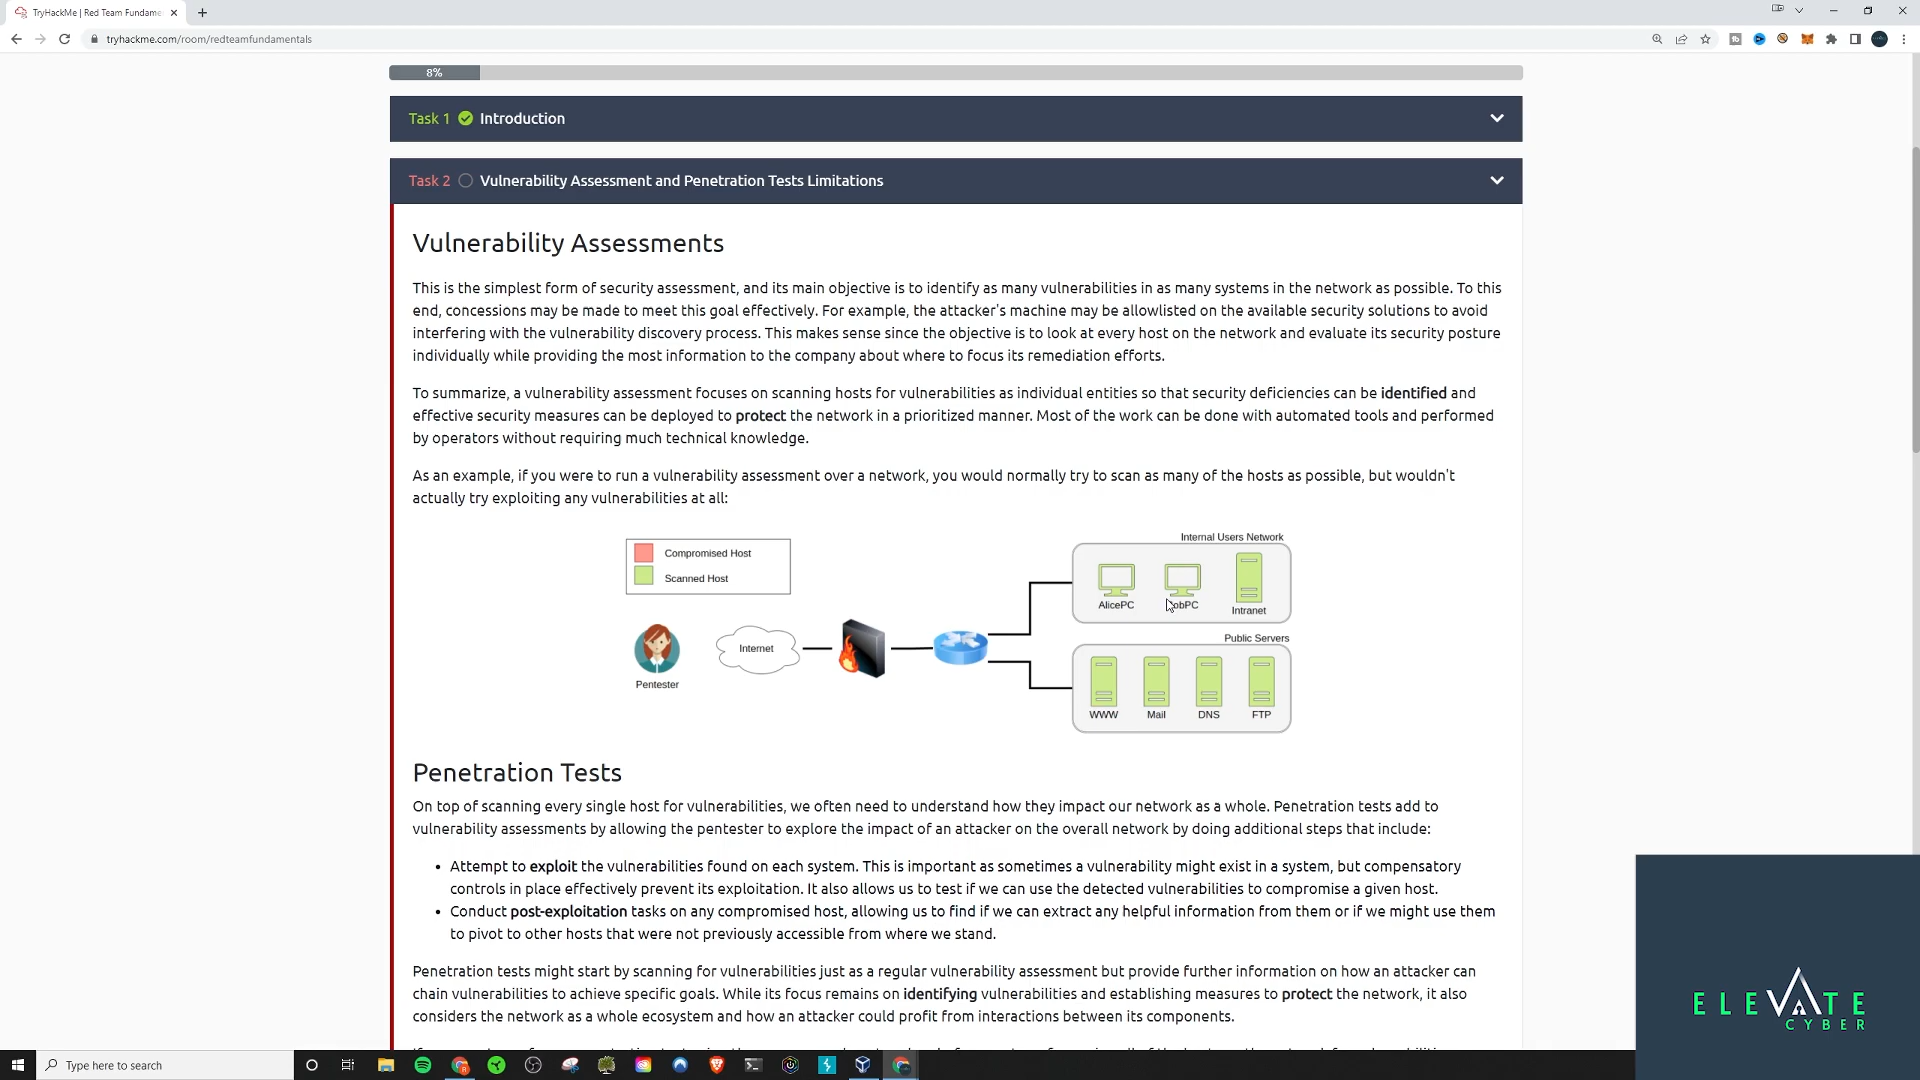 TryHackMe | Red Team Fundame
tryhackme.com/room/redteamfundamentals
8%
Task 1 Introduction
Task 2 Vulnerability Assessment and Penetration Tests Limitations
Vulnerability Assessments
This is the simplest form of security assessment, and its main objective is to identify as many vulnerabilities in as many systems in the network as possible. To this
end, concessions may be made to meet this goal effectively. For example, the attacker's machine may be allowlisted on the available security solutions to avoid
interfering with the vulnerability discovery process. This makes sense since the objective is to look at every host on the network and evaluate its security posture
individually while providing the most information to the company about where to focus its remediation efforts.
To summarize, a vulnerability assessment focuses on scanning hosts for vulnerabilities as individual entities so that security deficiencies can be identified and
effective security measures can be deployed to protect the network in a prioritized manner. Most of the work can be done with automated tools and performed
by operators without requiring much technical knowledge.
As an example, if you were to run a vulnerability assessment over a network, you would normally try to scan as many of the hosts as possible, but wouldn't
actually try exploiting any vulnerabilities at all:
Compromised Host
Scanned Host
Pentester
Internet
Internal Users Network
AlicePC
Intranet
Public Servers
WWW Mail DNS FTP
Penetration Tests
On top of scanning every single host for vulnerabilities, we often need to understand how they impact our network as a whole. Penetration tests add to
vulnerability assessments by allowing the pentester to explore the impact of an attacker on the overall network by doing additional steps that include:
• Attempt to exploit the vulnerabilities found on each system. This is important as sometimes a vulnerability might exist in a system, but compensatory
controls in place effectively prevent its exploitation. It also allows us to test if we can use the detected vulnerabilities to compromise a given host.
• Conduct post-exploitation tasks on any compromised host, allowing us to find if we can extract any helpful information from them or if we might use them
to pivot to other hosts that were not previously accessible from where we stand.
Penetration tests might start by scanning for vulnerabilities just as a regular vulnerability assessment but provide further information on how an attacker can
chain vulnerabilities to achieve specific goals. While its focus remains on identifying vulnerabilities and establishing measures to protect the network, it also
considers the network as a whole ecosystem and how an attacker could profit from interactions between its components.
ELEVATE
CYBER
Type here to search